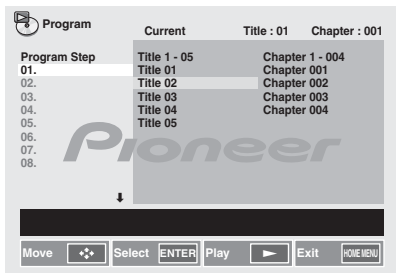 Program
Current Title : 01 Chapter : 001
Program Step Title 1 - 05 Chapter 1 - 004
01. Title 01 Chapter 001
02. Title 02 Chapter 002
03. Title 03 Chapter 003
04. Title 04 Chapter 004
05. Title 05
06.
07.
08.
Pioneer
Move Select ENTER Play Exit HOME MENU